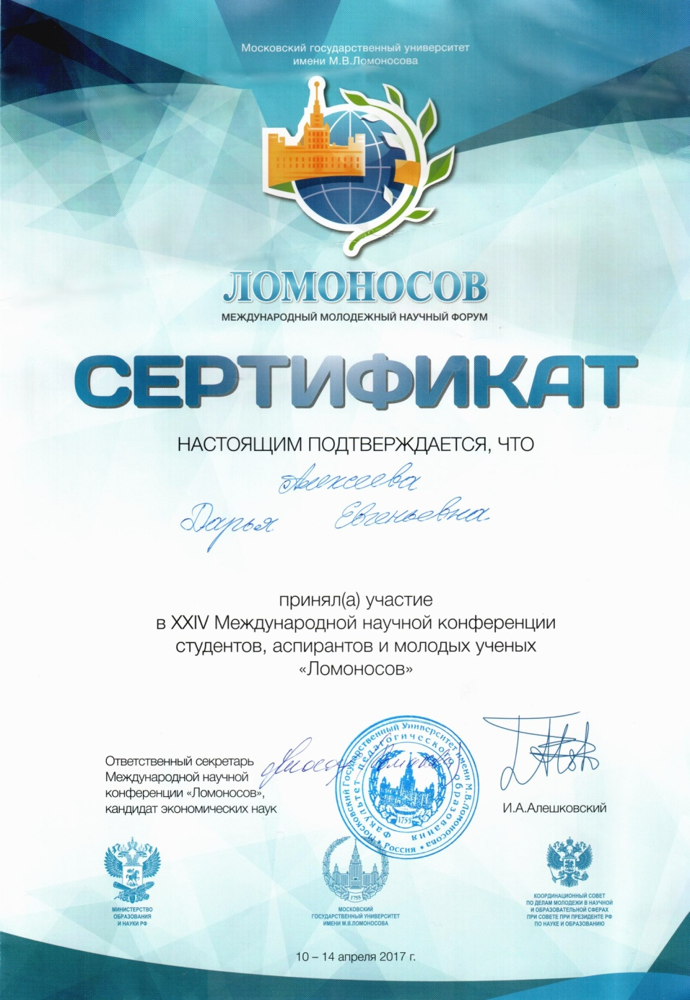 Московский государственный университет
имени М.В.Ломоносова
ЛОМОНОСОВ
МЕЖДУНАРОДНЫЙ МОЛОДЕЖНЫЙ НАУЧНЫЙ ФОРУМ
СЕРТИФИКАТ
НАСТОЯЩИМ ПОДТВЕРЖДАЕТСЯ, ЧТО
Алексеева
Дарья Евгеньевна
принял(а) участие
в XXIV Международной научной конференции
студентов, аспирантов и молодых ученых
«Ломоносов»
Ответственный секретарь
Международной научной
конференции «Ломоносов»,
кандидат экономических наук
Московский Государственный Университет имени М.В.Ломоносова
Факультет педагогического образования
1755
Россия
И.А.Алешковский
МИНИСТЕРСТВО
ОБРАЗОВАНИЯ
И НАУКИ РФ
1755
МОСКОВСКИЙ
ГОСУДАРСТВЕННЫЙ УНИВЕРСИТЕТ
ИМЕНИ М.В.ЛОМОНОСОВА
КООРДИНАЦИОННЫЙ СОВЕТ
ПО ДЕЛАМ МОЛОДЕЖИ В НАУЧНОЙ
И ОБРАЗОВАТЕЛЬНОЙ СФЕРАХ
ПРИ СОВЕТЕ ПРИ ПРЕЗИДЕНТЕ РФ
ПО НАУКЕ И ОБРАЗОВАНИЮ
10 – 14 апреля 2017 г.